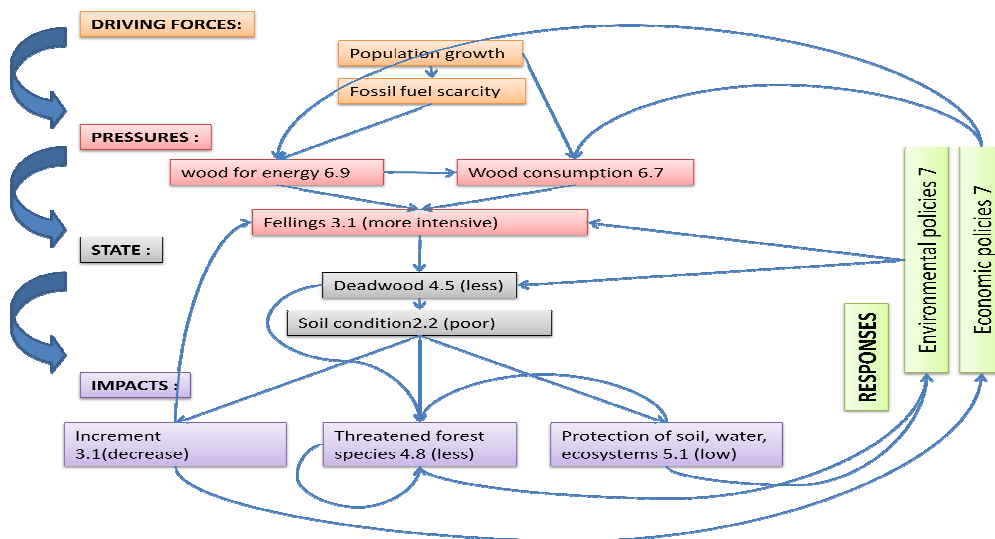 DRIVING FORCES:
Population growth
Fossil fuel scarcity
PRESSURES :
wood for energy 6.9
Wood consumption 6.7
Fellings 3.1 (more intensive)
STATE :
Deadwood 4.5 (less)
Soil condition2.2 (poor)
IMPACTS :
Increment
3.1(decrease)
Threatened forest
species 4.8 (less)
Protection of soil, water,
ecosystems 5.1 (low)
RESPONSES
Environmental policies 7
Economic policies 7